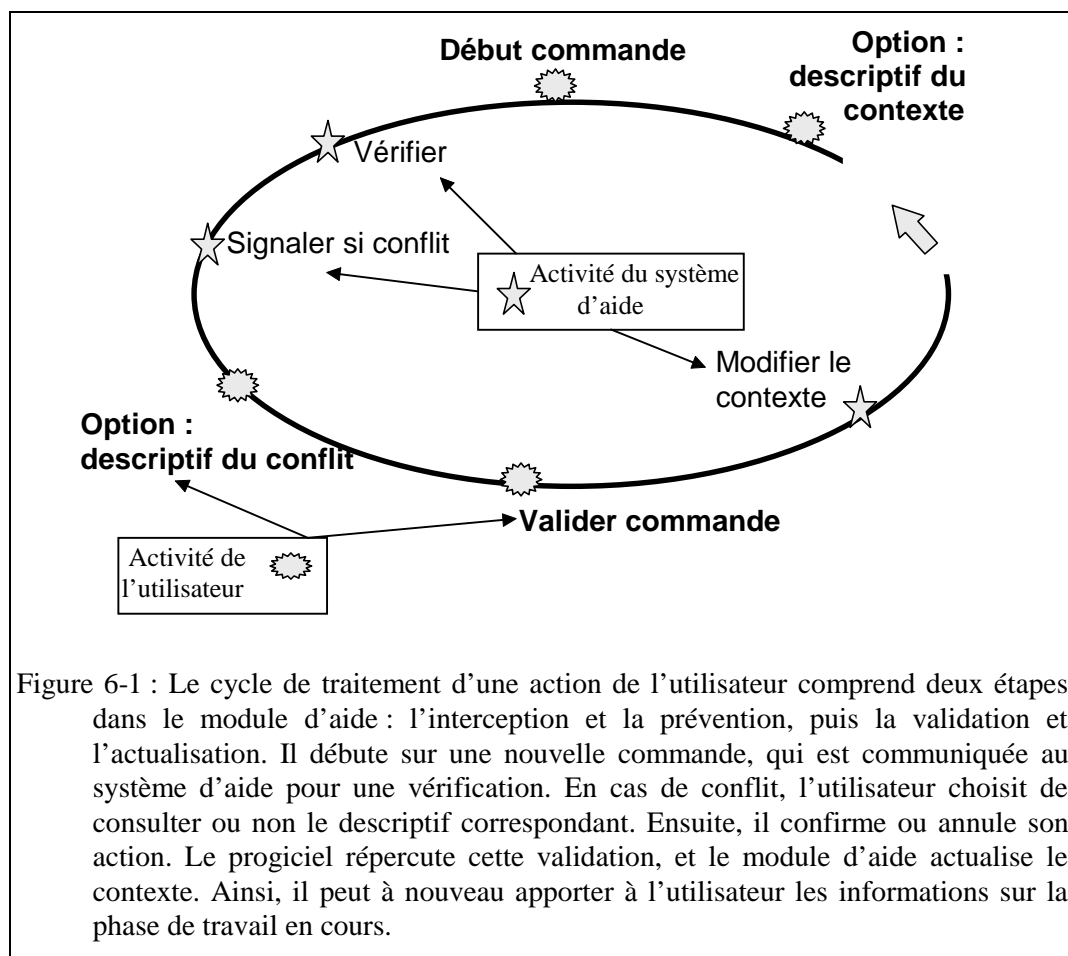 Début commande
Option :
descriptif du
contexte
Vérifier
Signaler si conflit
Activité du système
d’aide
Modifier le
contexte
Option :
descriptif du conflit
Valider commande
Activité de
l’utilisateur
Figure 6-1 : Le cycle de traitement d’une action de l’utilisateur comprend deux étapes
dans le module d’aide : l’interception et la prévention, puis la validation et
l’actualisation. Il débute sur une nouvelle commande, qui est communiquée au
système d’aide pour une vérification. En cas de conflit, l’utilisateur choisit de
consulter ou non le descriptif correspondant. Ensuite, il confirme ou annule son
action. Le progiciel répercute cette validation, et le module d’aide actualise le
contexte. Ainsi, il peut à nouveau apporter à l’utilisateur les informations sur la
phase de travail en cours.